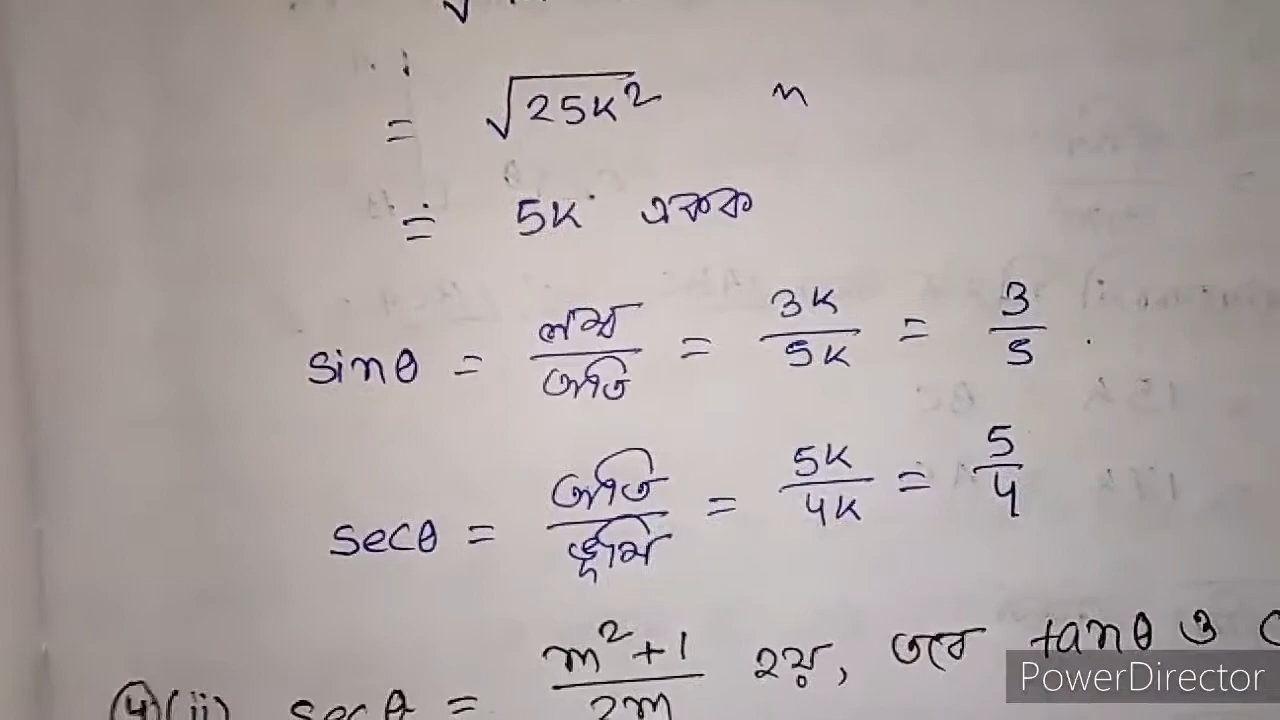 = √25k²
= 5k একক
sinθ = লম্ব/অতি = 3k/5k = 3/5 .
secθ = অতি/ভূমি = 5k/4k = 5/4
4(ii) secθ = m²+1/2m হয়, তবে tanθ ও
PowerDirector